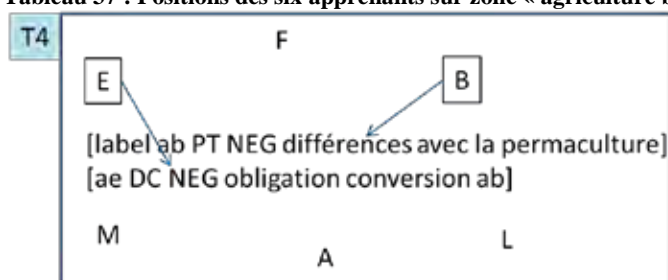 Tableau 37 : Positions des six apprenants sur zone « agriculture b
T4
F
E
B
[label ab PT NEG différences avec la permaculture]
[ae DC NEG obligation conversion ab]
M
L
A